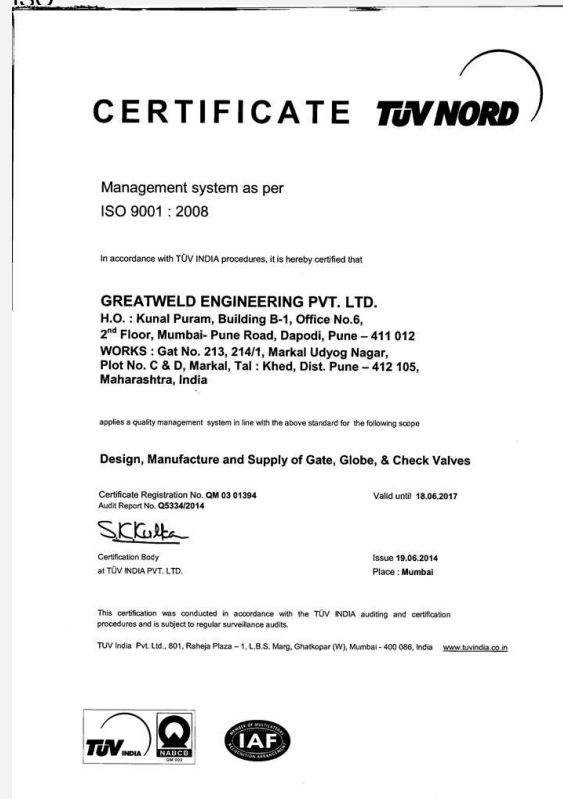 ISO
CERTIFICATE TÜV NORD
Management system as per
ISO 9001 : 2008
In accordance with TÜV INDIA procedures, it is hereby certified that
GREATWELD ENGINEERING PVT. LTD.
H.O. : Kunal Puram, Building B-1, Office No.6,
2nd Floor, Mumbai- Pune Road, Dapodi, Pune – 411 012
WORKS : Gat No. 213, 214/1, Markal Udyog Nagar,
Plot No. C & D, Markal, Tal : Khed, Dist. Pune – 412 105,
Maharashtra, India
applies a quality management system in line with the above standard for the following scope
Design, Manufacture and Supply of Gate, Globe, & Check Valves
Certificate Registration No. QM 03 01394
Valid until 18.06.2017
Audit Report No. Q5334/2014
Certification Body
Issue 19.06.2014
at TÜV INDIA PVT. LTD.
Place : Mumbai
This certification was conducted in accordance with the TÜV INDIA auditing and certification
procedures and is subject to regular surveillance audits.
TUV India Pvt. Ltd., 801, Raheja Plaza – 1, L.B.S. Marg, Ghatkopar (W), Mumbai - 400 086, India www.tuvindia.co.in
TÜV INDIA
NABCB
QM 002
MEMBER OF MULTILATERAL
IAF
RECOGNITION ARRANGEMENT